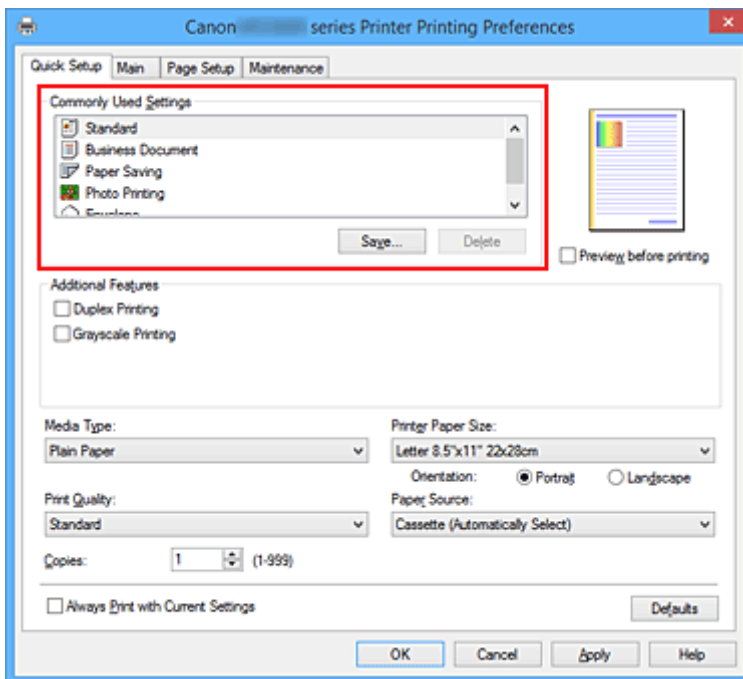 Canon series Printer Printing Preferences
Quick Setup Main Page Setup Maintenance
Commonly Used Settings
Standard
Business Document
Paper Saving
Photo Printing
Envelope
Save... Delete
Preview before printing
Additional Features
Duplex Printing
Grayscale Printing
Media Type: Printer Paper Size:
Plain Paper Letter 8.5"x11" 22x28cm
Orientation: Portrait Landscape
Print Quality: Paper Source:
Standard Cassette (Automatically Select)
Copies: 1 (1-999)
Always Print with Current Settings Defaults
OK Cancel Apply Help